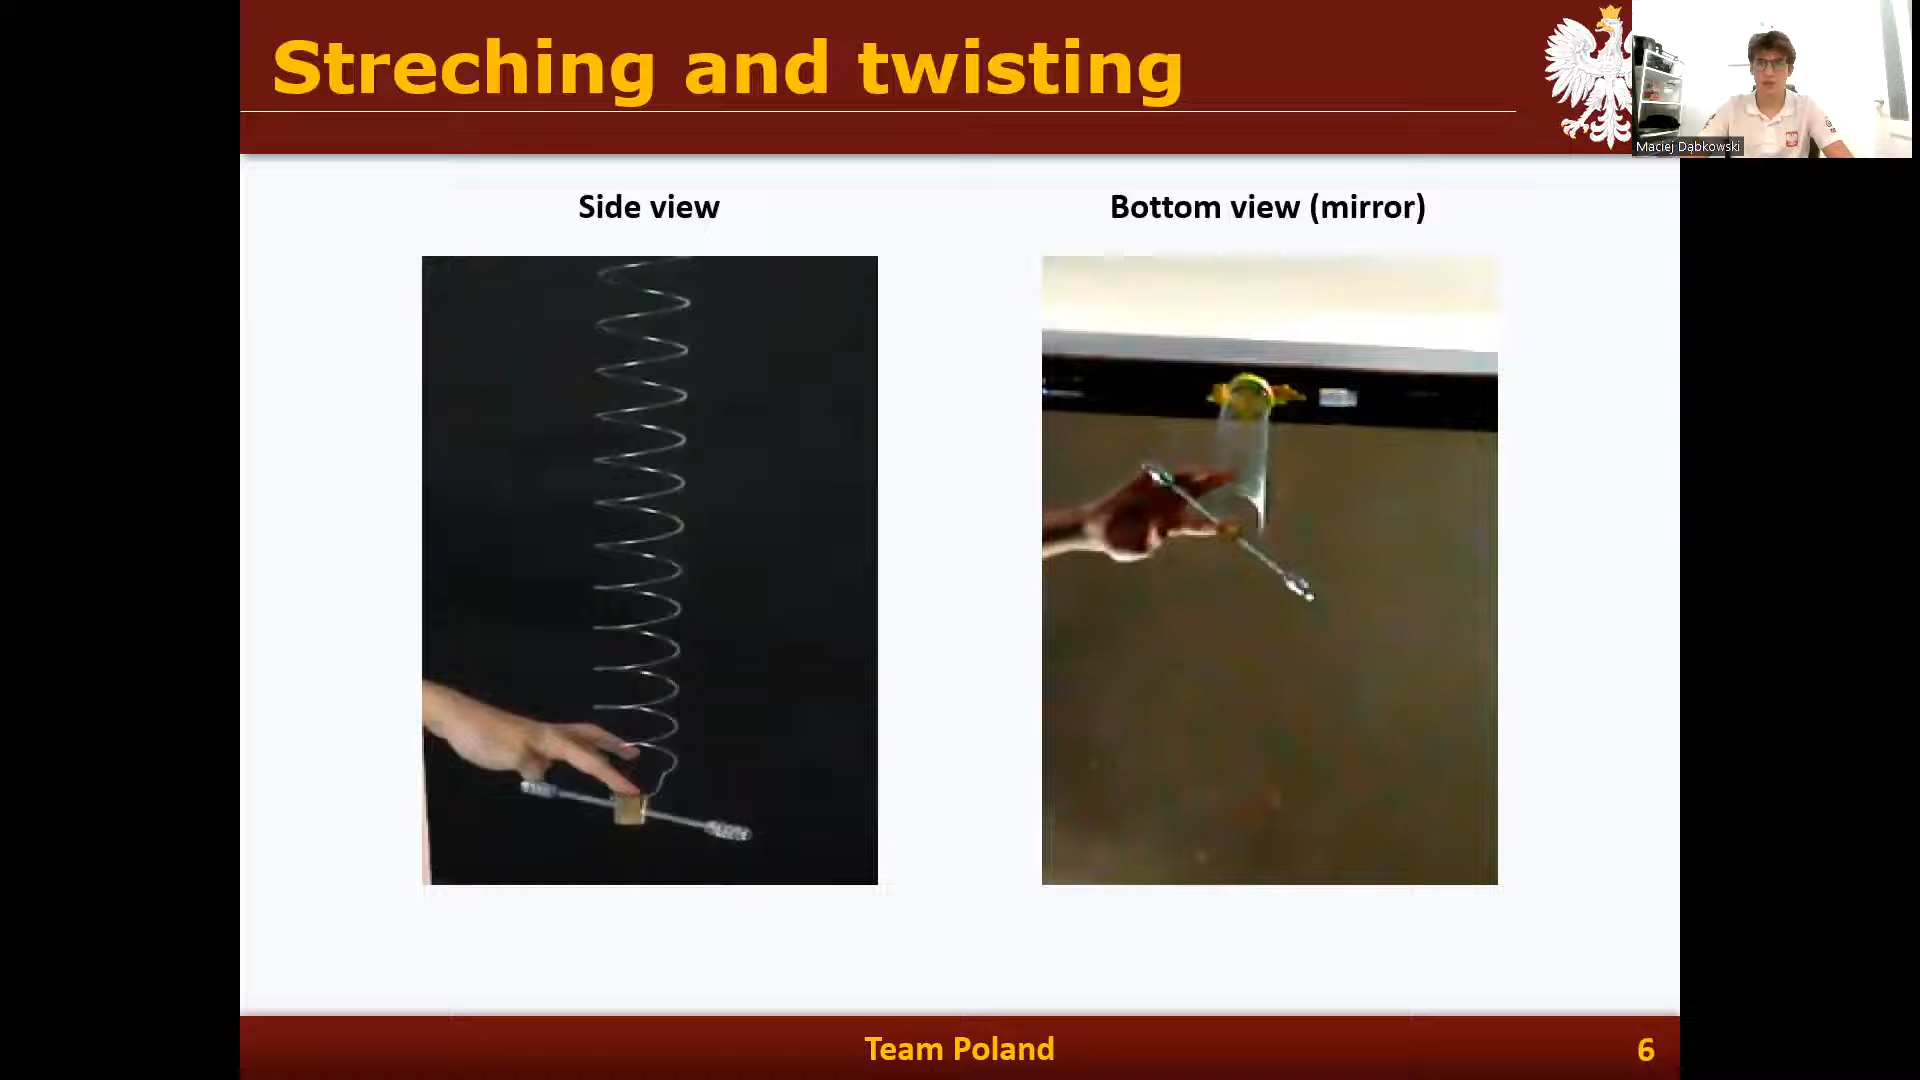 Streching and twisting
Maciej Dąbkowski
Side view
Bottom view (mirror)
Team Poland
6